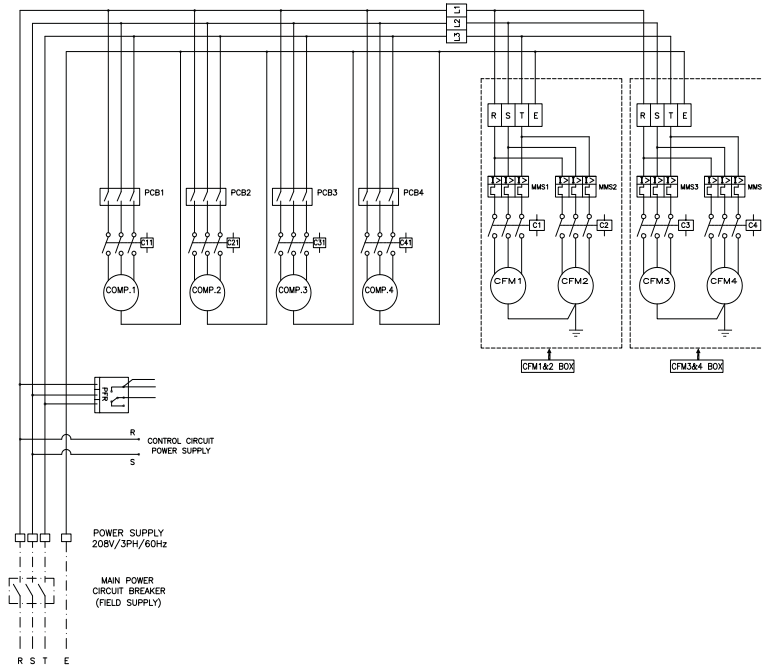 L1
L2
L3
R S T E
R S T E
PCB1
PCB2
PCB3
PCB4
MMS1
MMS2
MMS3
MMS
C11
C21
C31
C41
C1
C2
C3
C4
COMP.1
COMP.2
COMP.3
COMP.4
CFM1
CFM2
CFM3
CFM4
CFM1&2 BOX
CFM3&4 BOX
PFR
R
CONTROL CIRCUIT
POWER SUPPLY
S
POWER SUPPLY
208V/3PH/60Hz
MAIN POWER
CIRCUIT BREAKER
(FIELD SUPPLY)
R S T E